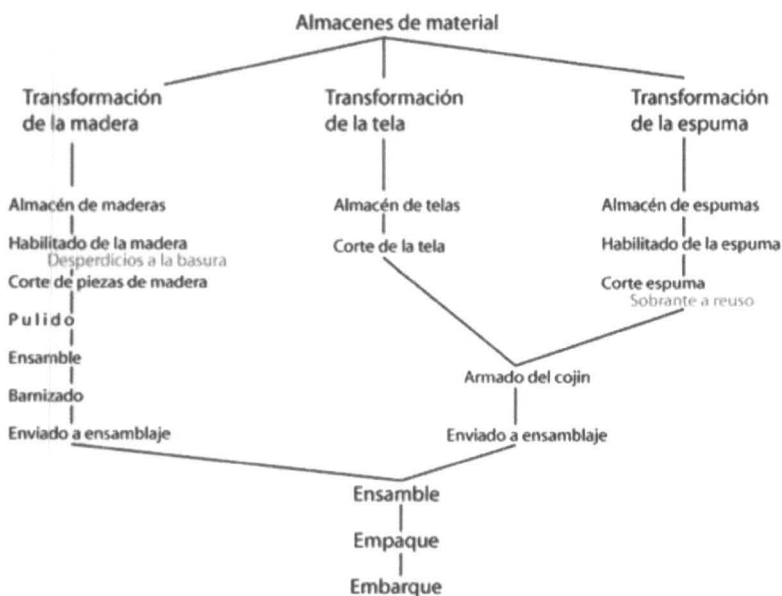 Almacenes de material
Transformación
de la madera
Transformación
de la tela
Transformación
de la espuma
Almacén de maderas
Almacén de telas
Almacén de espumas
Habilitado de la madera
Desperdicios a la basura
Corte de la tela
Habilitado de la espuma
Corte de piezas de madera
Corte espuma
Sobrante a reuso
Pulido
Ensamble
Armado del cojin
Barnizado
Enviado a ensamblaje
Enviado a ensamblaje
Ensamble
Empaque
Embarque